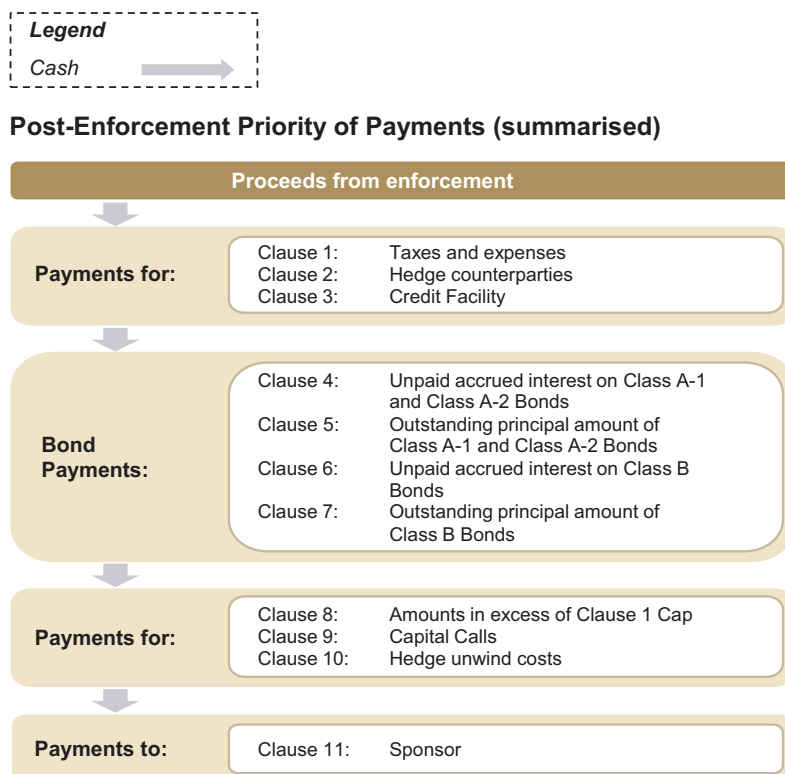 Legend
Cash
Post-Enforcement Priority of Payments (summarised)
Proceeds from enforcement
Payments for:
Clause 1: Taxes and expenses
Clause 2: Hedge counterparties
Clause 3: Credit Facility
Bond
Payments:
Clause 4: Unpaid accrued interest on Class A-1
and Class A-2 Bonds
Clause 5: Outstanding principal amount of
Class A-1 and Class A-2 Bonds
Clause 6: Unpaid accrued interest on Class B
Bonds
Clause 7: Outstanding principal amount of
Class B Bonds
Payments for:
Clause 8: Amounts in excess of Clause 1 Cap
Clause 9: Capital Calls
Clause 10: Hedge unwind costs
Payments to:
Clause 11: Sponsor